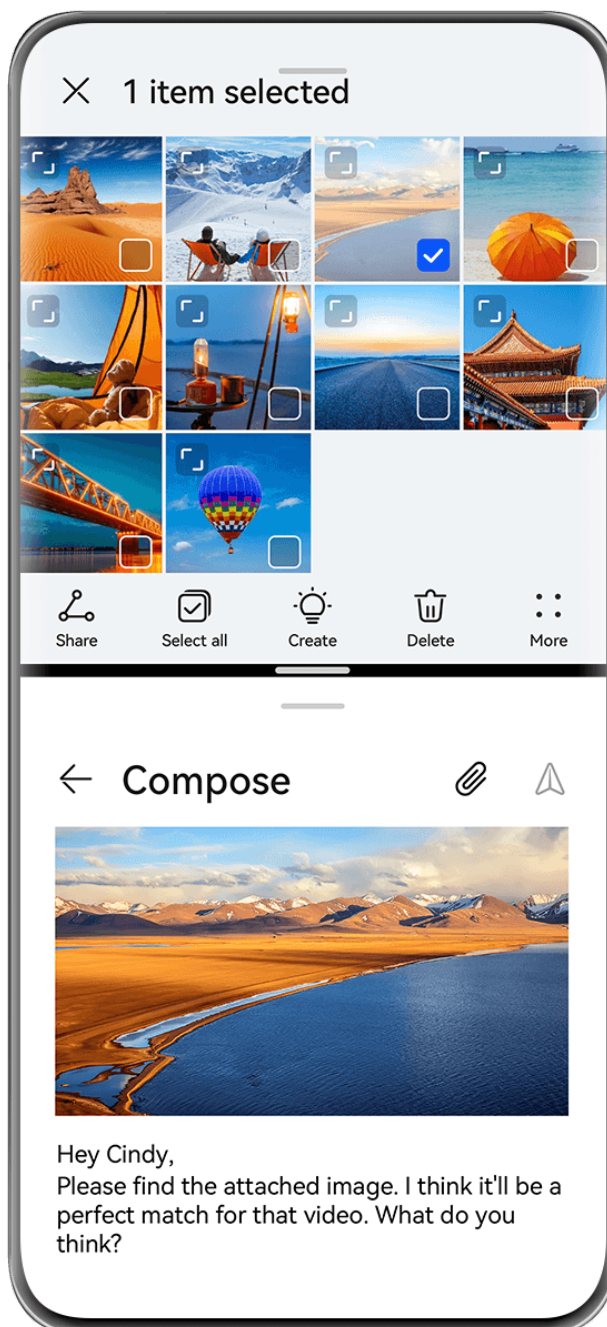 1 item selected
Share
Select all
Create
Delete
More
Compose
Hey Cindy,
Please find the attached image. I think it'll be a
perfect match for that video. What do you
think?